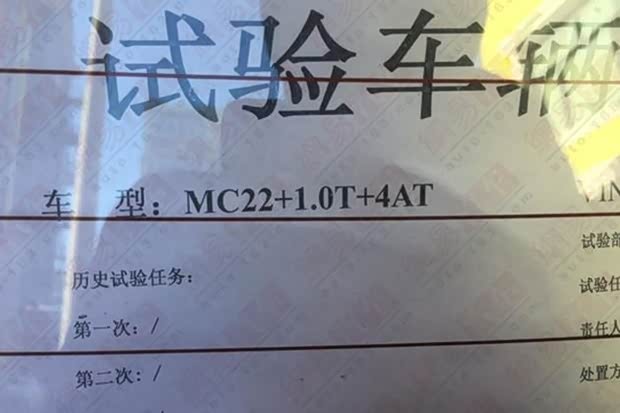 试验车辆
车 型：MC22+1.0T+4AT
VIN
试验部
历史试验任务：
试验任
第一次：/
责任人
第二次：/
处置方